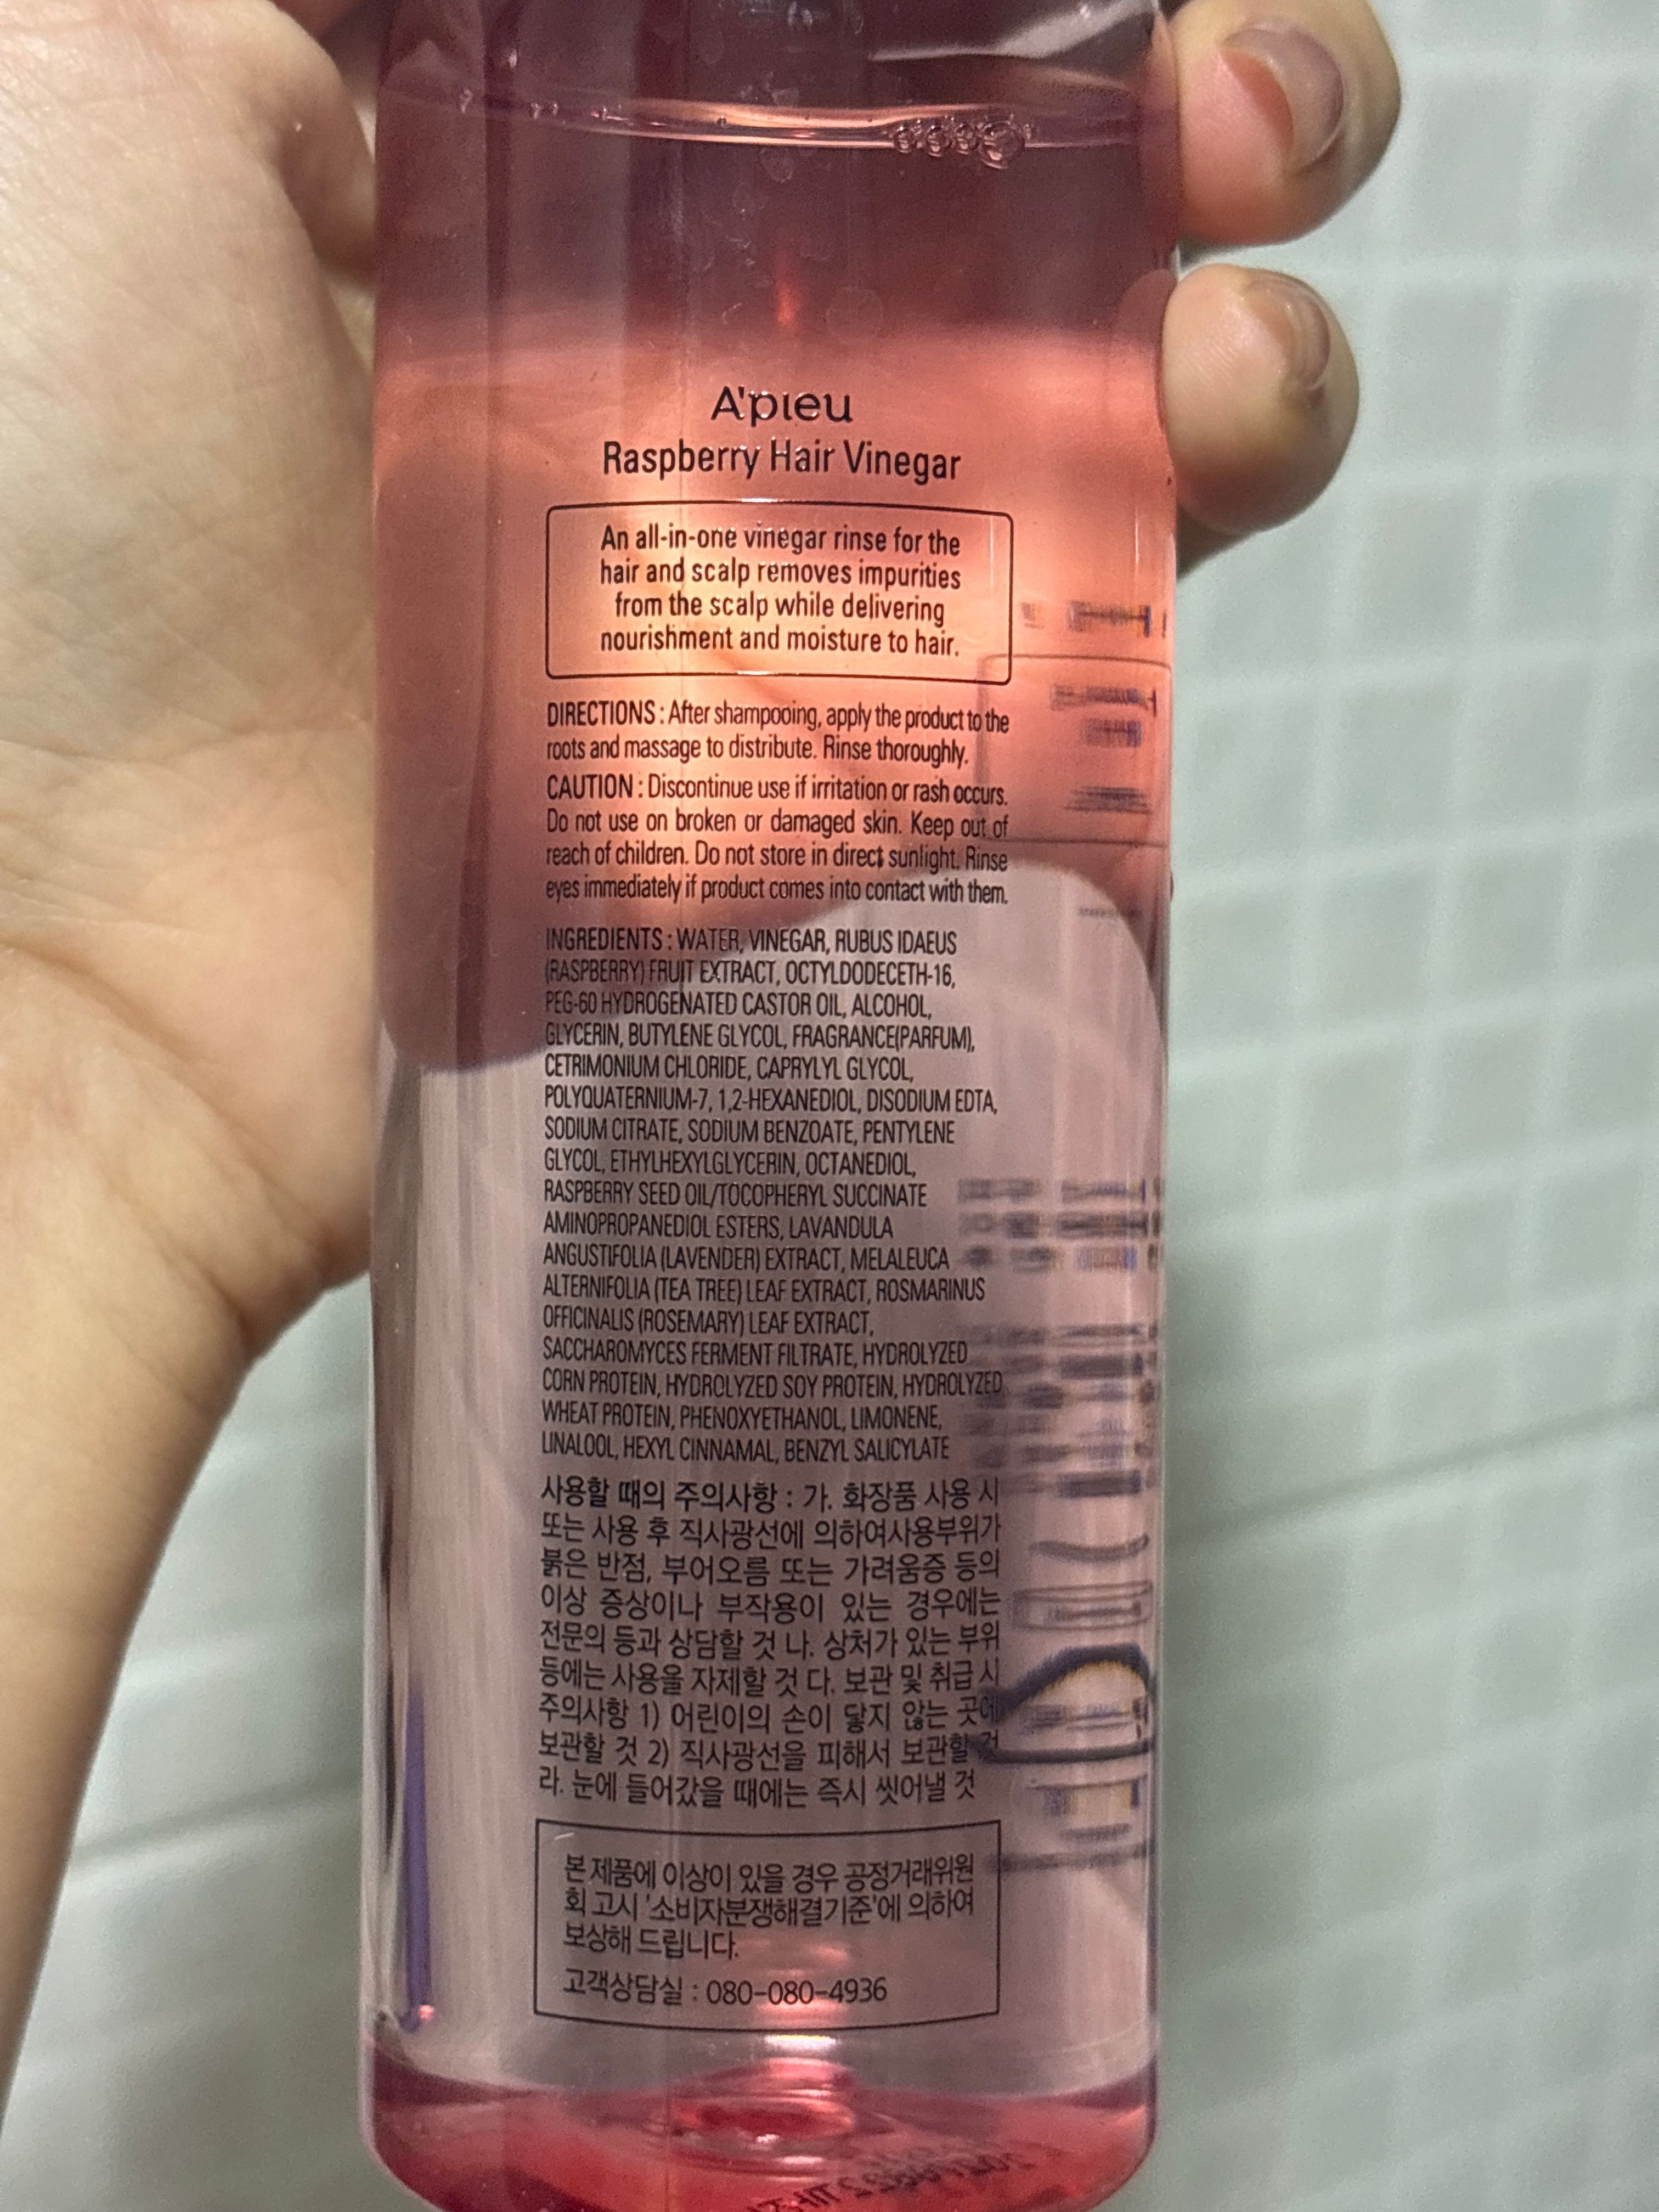 A'pieu
Raspberry Hair Vinegar
An all-in-one vinegar rinse for the
hair and scalp removes impurities
from the scalp while delivering
nourishment and moisture to hair.
DIRECTIONS : After shampooing, apply the product to the
roots and massage to distribute. Rinse thoroughly.
CAUTION : Discontinue use if irritation or rash occurs.
Do not use on broken or damaged skin. Keep out of
reach of children. Do not store in direct sunlight. Rinse
eyes immediately if product comes into contact with them.
INGREDIENTS : WATER, VINEGAR, RUBUS IDAEUS
(RASPBERRY) FRUIT EXTRACT, OCTYLDODECETH-16,
PEG-60 HYDROGENATED CASTOR OIL, ALCOHOL,
GLYCERIN, BUTYLENE GLYCOL, FRAGRANCE(PARFUM),
CETRIMONIUM CHLORIDE, CAPRYLYL GLYCOL,
POLYQUATERNIUM-7, 1,2-HEXANEDIOL, DISODIUM EDTA,
SODIUM CITRATE, SODIUM BENZOATE, PENTYLENE
GLYCOL, ETHYLHEXYLGLYCERIN, OCTANEDIOL,
RASPBERRY SEED OIL/TOCOPHERYL SUCCINATE
AMINOPROPANEDIOL ESTERS, LAVANDULA
ANGUSTIFOLIA (LAVENDER) EXTRACT, MELALEUCA
ALTERNIFOLIA (TEA TREE) LEAF EXTRACT, ROSMARINUS
OFFICINALIS (ROSEMARY) LEAF EXTRACT,
SACCHAROMYCES FERMENT FILTRATE, HYDROLYZED
CORN PROTEIN, HYDROLYZED SOY PROTEIN, HYDROLYZED
WHEAT PROTEIN, PHENOXYETHANOL, LIMONENE,
LINALOOL, HEXYL CINNAMAL, BENZYL SALICYLATE
사용할 때의 주의사항 : 가. 화장품 사용 시
또는 사용 후 직사광선에 의하여사용부위가
붉은 반점, 부어오름 또는 가려움증 등의
이상 증상이나 부작용이 있는 경우에는
전문의 등과 상담할 것 나. 상처가 있는 부위
등에는 사용을 자제할 것 다. 보관 및 취급 시
주의사항 1) 어린이의 손이 닿지 않는 곳에
보관할 것 2) 직사광선을 피해서 보관할 것
라. 눈에 들어갔을 때에는 즉시 씻어낼 것
본 제품에 이상이 있을 경우 공정거래위원
회 고시 '소비자분쟁해결기준'에 의하여
보상해 드립니다.
고객상담실 : 080-080-4936